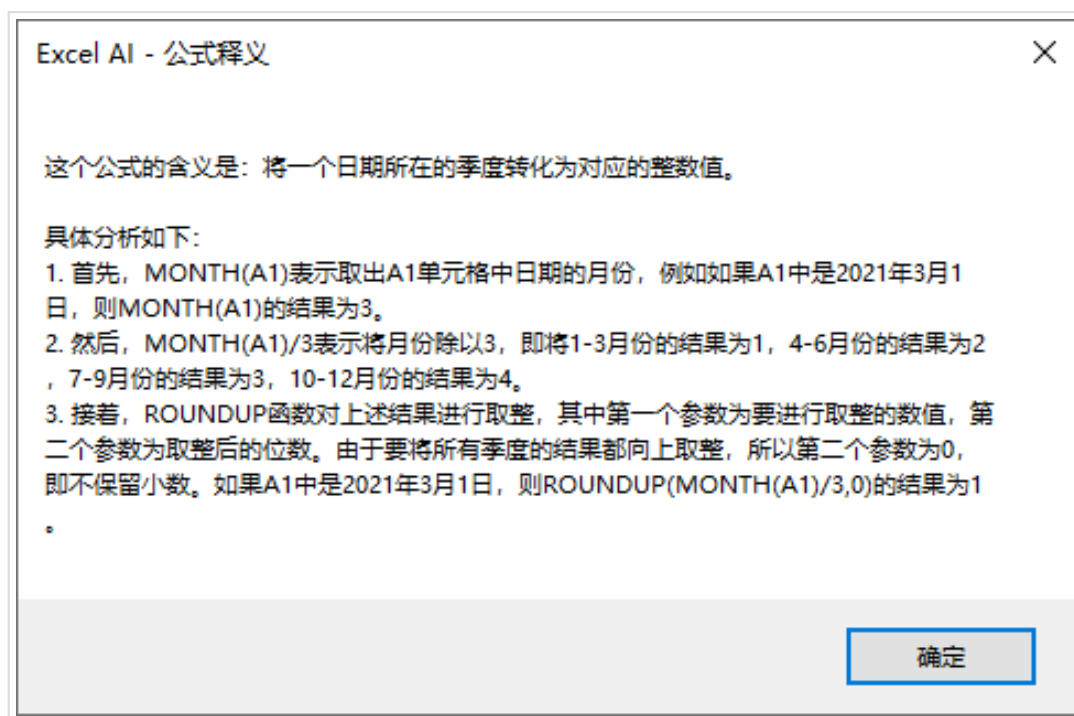 Excel AI - 公式释义
这个公式的含义是：将一个日期所在的季度转化为对应的整数值。
具体分析如下：
1. 首先，MONTH(A1)表示取出A1单元格中日期的月份，例如如果A1中是2021年3月1
日，则MONTH(A1)的结果为3。
2. 然后，MONTH(A1)/3表示将月份除以3，即将1-3月份的结果为1，4-6月份的结果为2
，7-9月份的结果为3，10-12月份的结果为4。
3. 接着，ROUNDUP函数对上述结果进行取整，其中第一个参数为要进行取整的数值，第
二个参数为取整后的位数。由于要将所有季度的结果都向上取整，所以第二个参数为0，
即不保留小数。如果A1中是2021年3月1日，则ROUNDUP(MONTH(A1)/3,0)的结果为1
。
确定